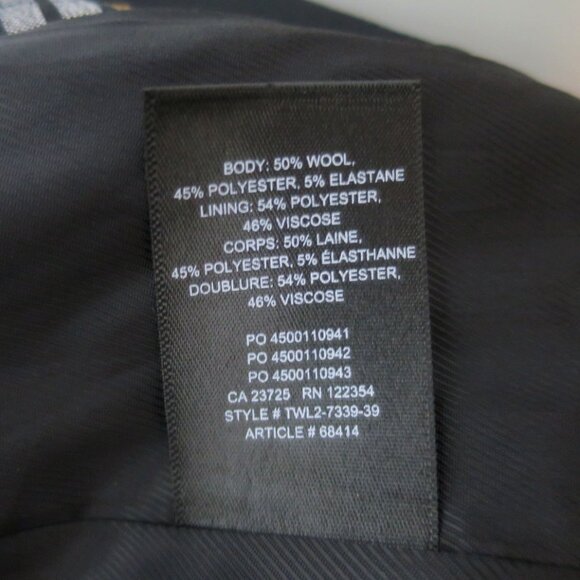 BODY: 50% WOOL,
45% POLYESTER, 5% ELASTANE
LINING: 54% POLYESTER,
46% VISCOSE
CORPS: 50% LAINE,
45% POLYESTER, 5% ÉLASTHANNE
DOUBLURE: 54% POLYESTER,
46% VISCOSE
PO 4500110941
PO 4500110942
PO 4500110943
CA 23725 RN 122354
STYLE # TWL2-7339-39
ARTICLE # 68414